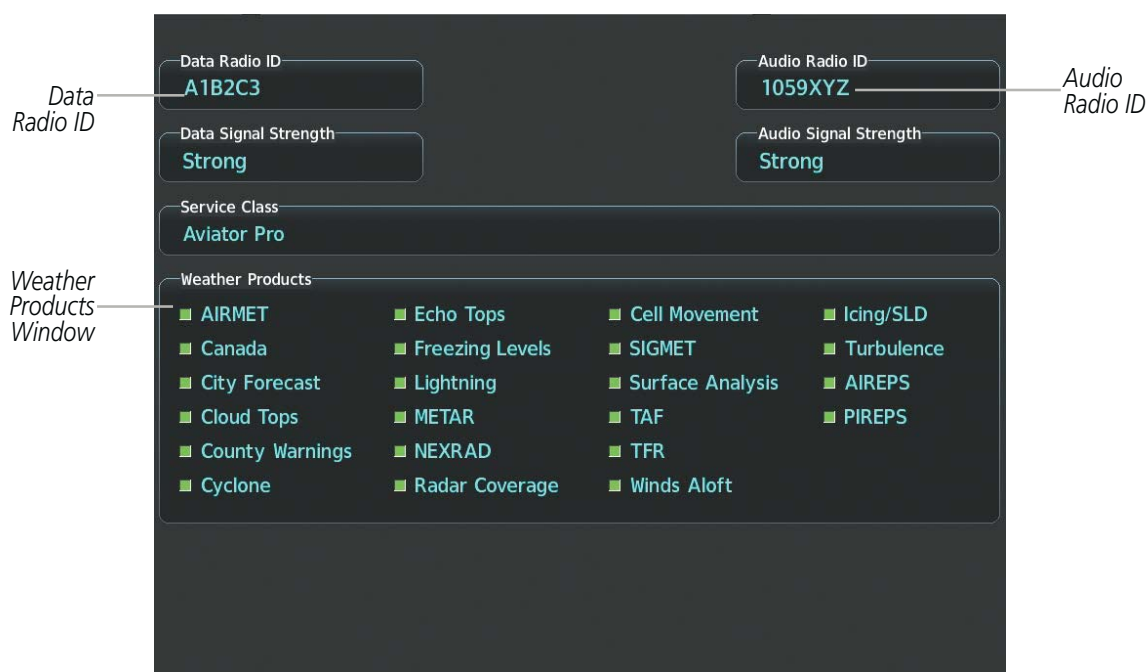 Data Radio ID
A1B2C3
Audio Radio ID
1059XYZ
Data
Radio ID
Audio
Radio ID
Data Signal Strength
Strong
Audio Signal Strength
Strong
Service Class
Aviator Pro
Weather
Products
Window
Weather Products
AIRMET
Canada
City Forecast
Cloud Tops
County Warnings
Cyclone
Echo Tops
Freezing Levels
Lightning
METAR
NEXRAD
Radar Coverage
Cell Movement
SIGMET
Surface Analysis
TAF
TFR
Winds Aloft
Icing/SLD
Turbulence
AIREPS
PIREPS